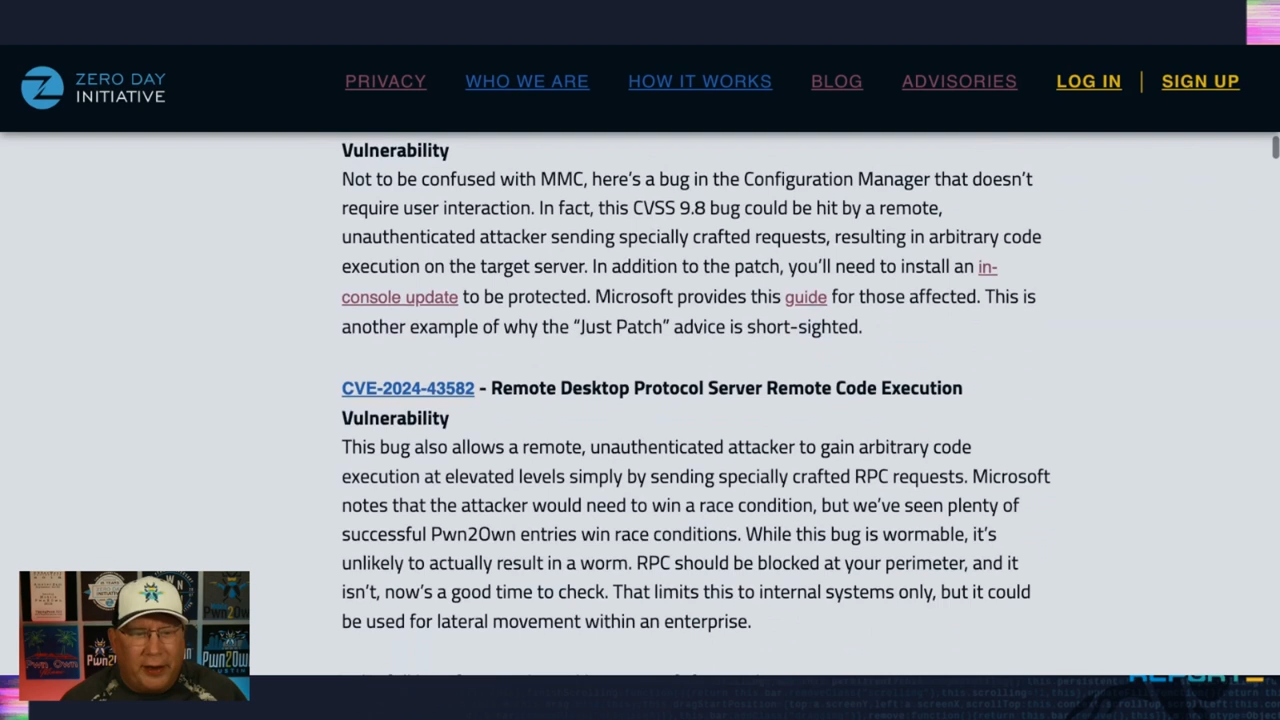 ZERO DAY
INITIATIVE
PRIVACY WHO WE ARE HOW IT WORKS BLOG ADVISORIES LOG IN | SIGN UP
Vulnerability
Not to be confused with MMC, here's a bug in the Configuration Manager that doesn't
require user interaction. In fact, this CVSS 9.8 bug could be hit by a remote,
unauthenticated attacker sending specially crafted requests, resulting in arbitrary code
execution on the target server. In addition to the patch, you'll need to install an in-
console update to be protected. Microsoft provides this guide for those affected. This is
another example of why the “Just Patch” advice is short-sighted.
CVE-2024-43582 - Remote Desktop Protocol Server Remote Code Execution
Vulnerability
This bug also allows a remote, unauthenticated attacker to gain arbitrary code
execution at elevated levels simply by sending specially crafted RPC requests. Microsoft
notes that the attacker would need to win a race condition, but we've seen plenty of
successful Pwn2Own entries win race conditions. While this bug is wormable, it's
unlikely to actually result in a worm. RPC should be blocked at your perimeter, and it
isn't, now's a good time to check. That limits this to internal systems only, but it could
be used for lateral movement within an enterprise.
Pwn2Own